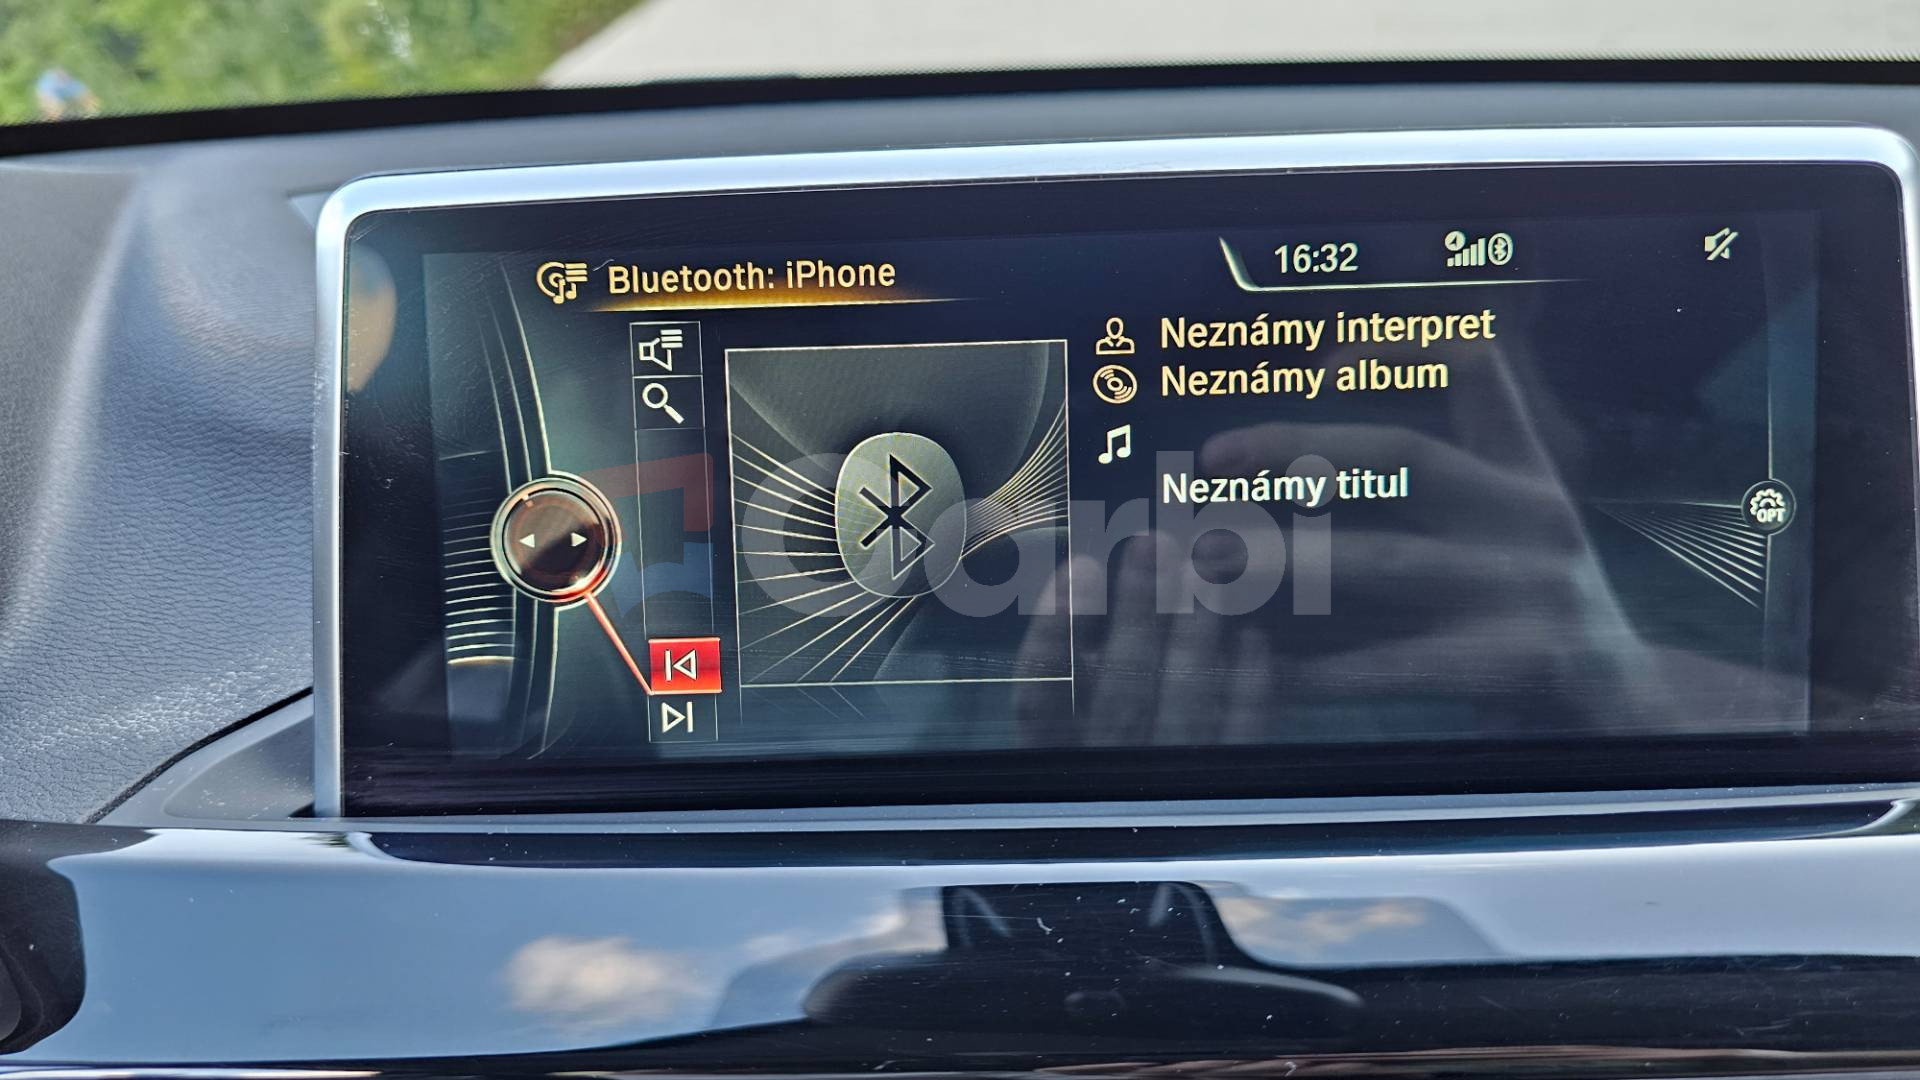 Bluetooth: iPhone
16:32
Neznámy interpret
Neznámy album
Neznámy titul
OPT
Carbi